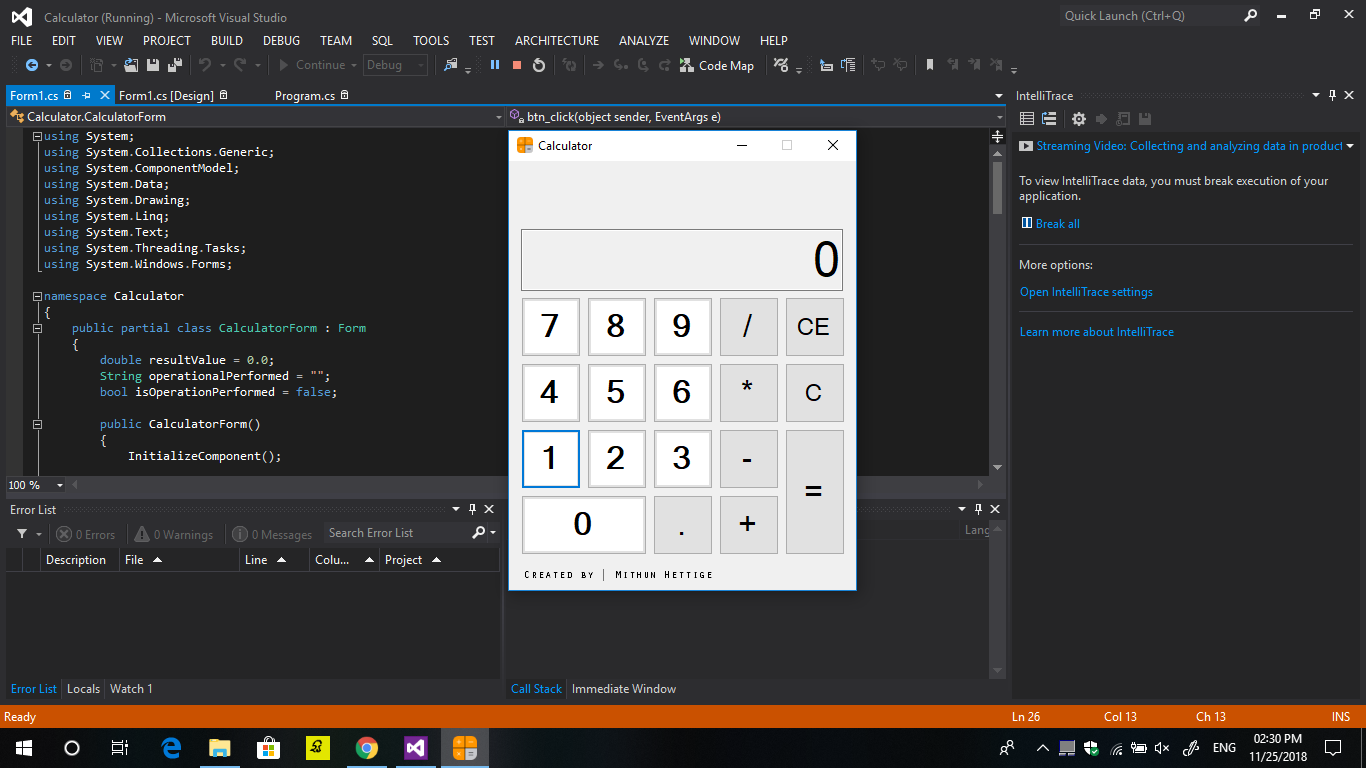 Calculator (Running) - Microsoft Visual Studio
Quick Launch (Ctrl+Q)
FILE EDIT VIEW PROJECT BUILD DEBUG TEAM SQL TOOLS TEST ARCHITECTURE ANALYZE WINDOW HELP
Continue Debug Code Map
Form1.cs Form1.cs [Design] Program.cs
Calculator.CalculatorForm btn_click(object sender, EventArgs e)
using System;
using System.Collections.Generic;
using System.ComponentModel;
using System.Data;
using System.Drawing;
using System.Linq;
using System.Text;
using System.Threading.Tasks;
using System.Windows.Forms;
namespace Calculator
{
public partial class CalculatorForm : Form
{
double resultValue = 0.0;
String operationalPerformed = "";
bool isOperationPerformed = false;
public CalculatorForm()
{
InitializeComponent();
100 %
Calculator
0
7 8 9 / CE
4 5 6 * C
1 2 3 - =
0 . +
Created by | Mithun Hettige
IntelliTrace
Streaming Video: Collecting and analyzing data in product
To view IntelliTrace data, you must break execution of your
application.
Break all
More options:
Open IntelliTrace settings
Learn more about IntelliTrace
Error List
0 Errors 0 Warnings 0 Messages Search Error List
Description File Line Colu... Project
Lang
Error List Locals Watch 1
Call Stack Immediate Window
Ready Ln 26 Col 13 Ch 13 INS
ENG 02:30 PM
11/25/2018